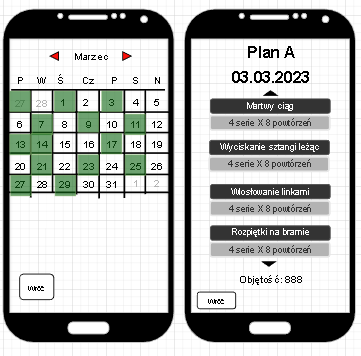 Marzec
P W Ś Cz P S N
27 28 1 2 3 4 5
6 7 8 9 10 11 12
13 14 15 16 17 18 19
20 21 22 23 24 25 26
27 28 29 30 31 1 2
Wróć
Plan A
03.03.2023
Martwy ciąg
4 serie X 8 powtórzeń
Wyciskanie sztangi leżąc
4 serie X 8 powtórzeń
Wiosłowanie linkami
4 serie X 8 powtórzeń
Rozpiętki na bramie
4 serie X 8 powtórzeń
Objętość: 888
Wróć